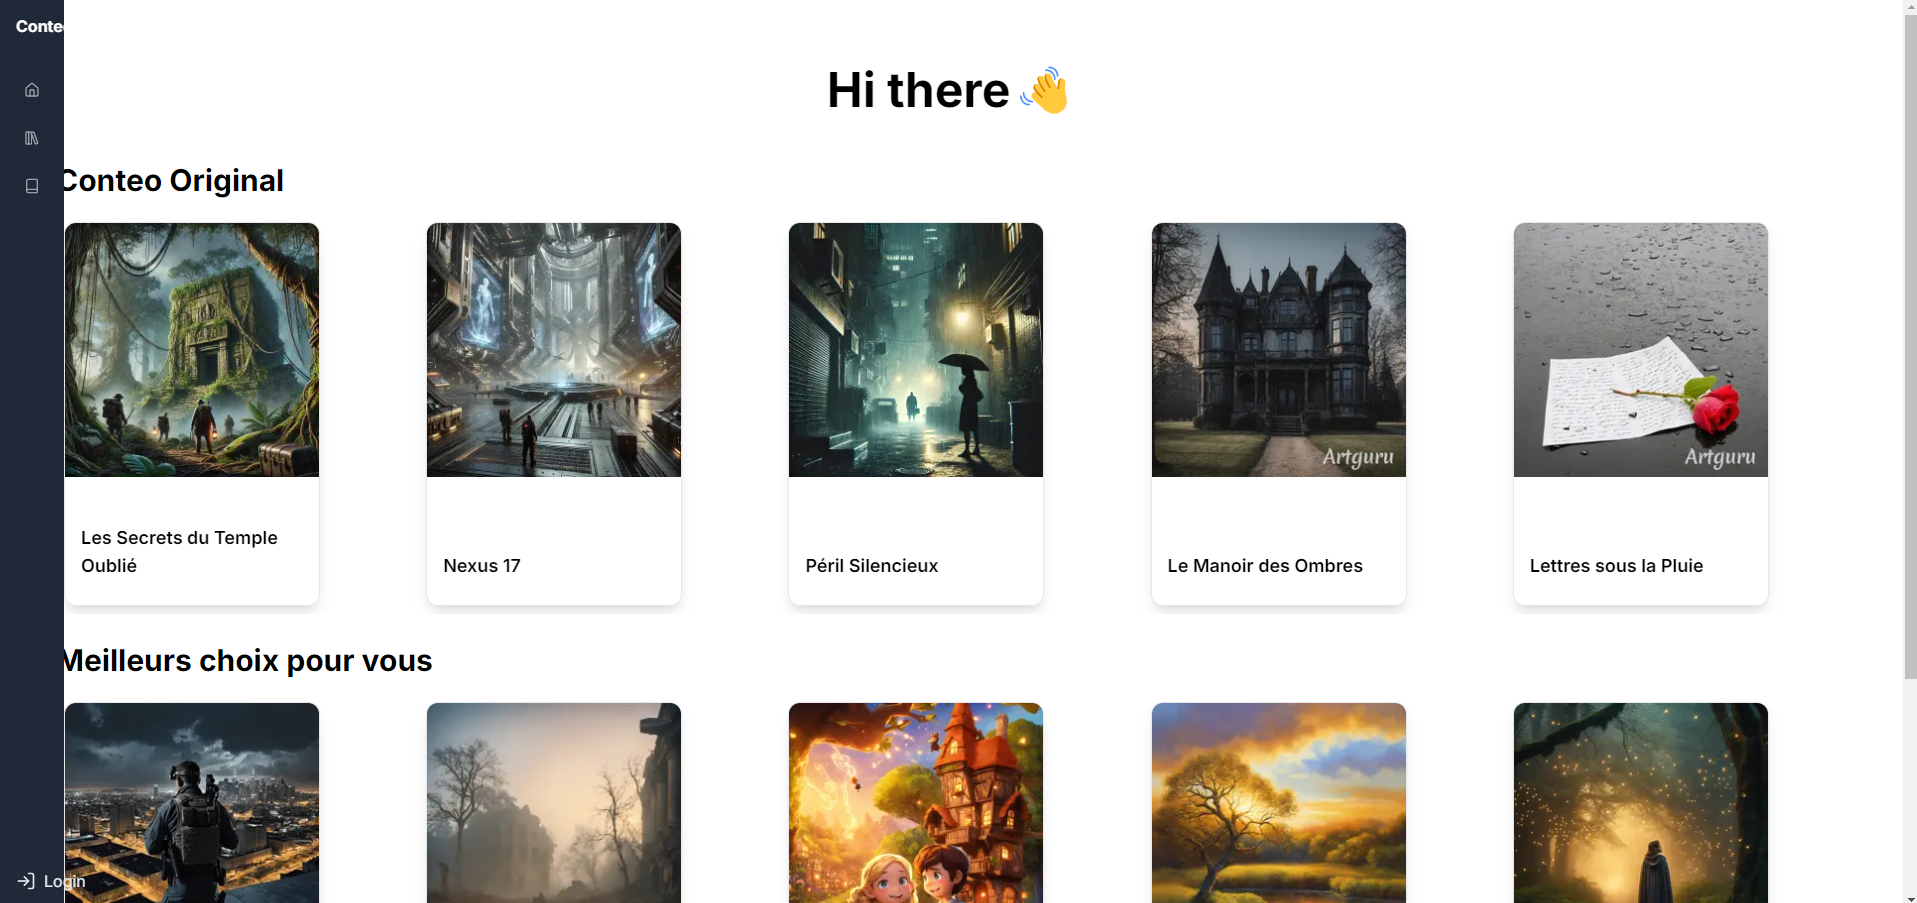 Conteo
Hi there 👋
Conteo Original
Les Secrets du Temple
Oublié
Nexus 17
Péril Silencieux
Artguru
Le Manoir des Ombres
Artguru
Lettres sous la Pluie
Meilleurs choix pour vous
Login